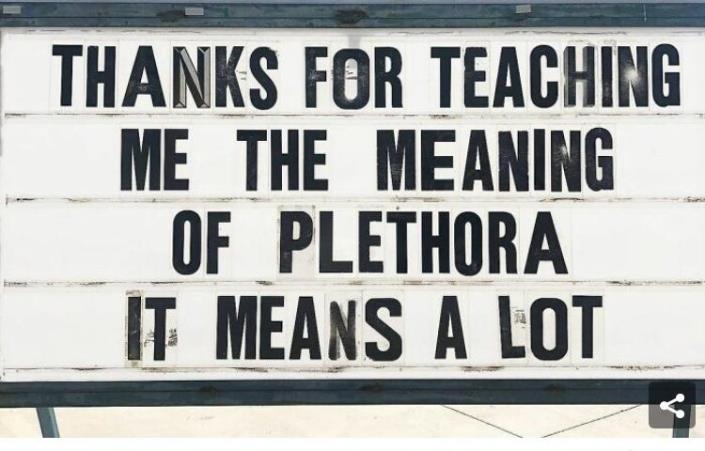 THANKS FOR TEACHING
ME THE MEANING
OF PLETHORA
IT MEANS A LOT